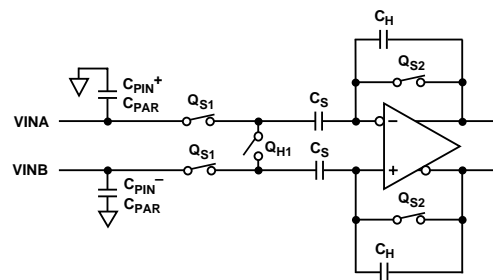 C_H
Q_S2
C_PIN+
C_PAR
Q_S1
C_S
VINA
−
Q_H1
VINB
Q_S1
C_S
+
C_PIN−
C_PAR
Q_S2
C_H